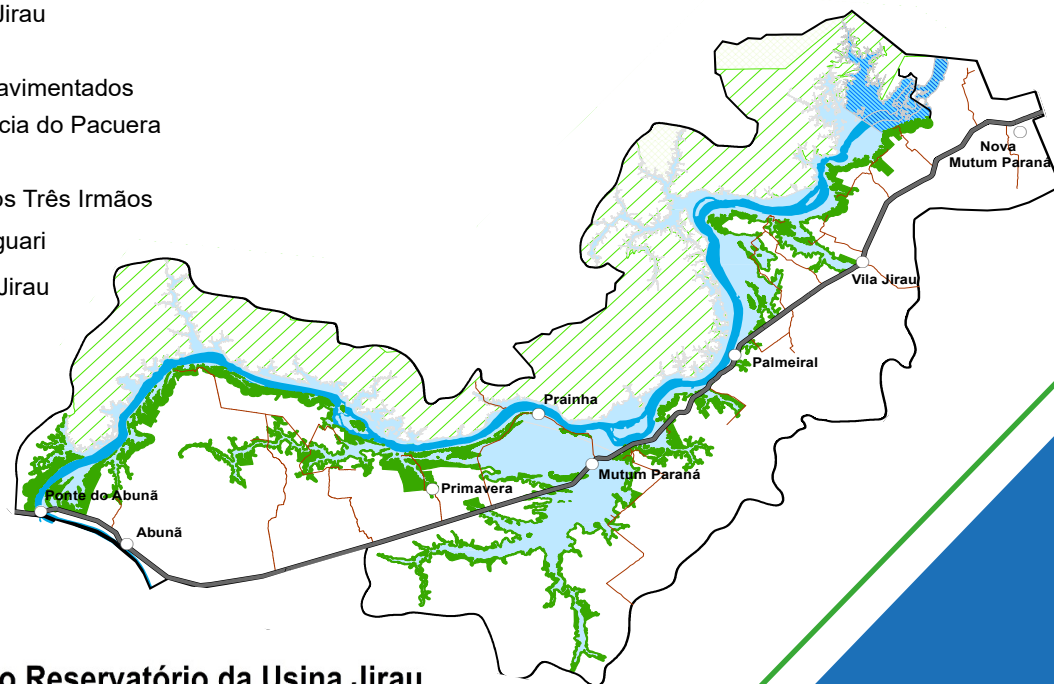 Jirau
avimentados
cia do Pacuera
os Três Irmãos
guari
Jirau
Nova
Mutum Paraná
Vila Jirau
Palmeiral
Prainha
Mutum Paraná
Primavera
Ponte do Abunã
Abunã
o Reservatório da Usina Jirau